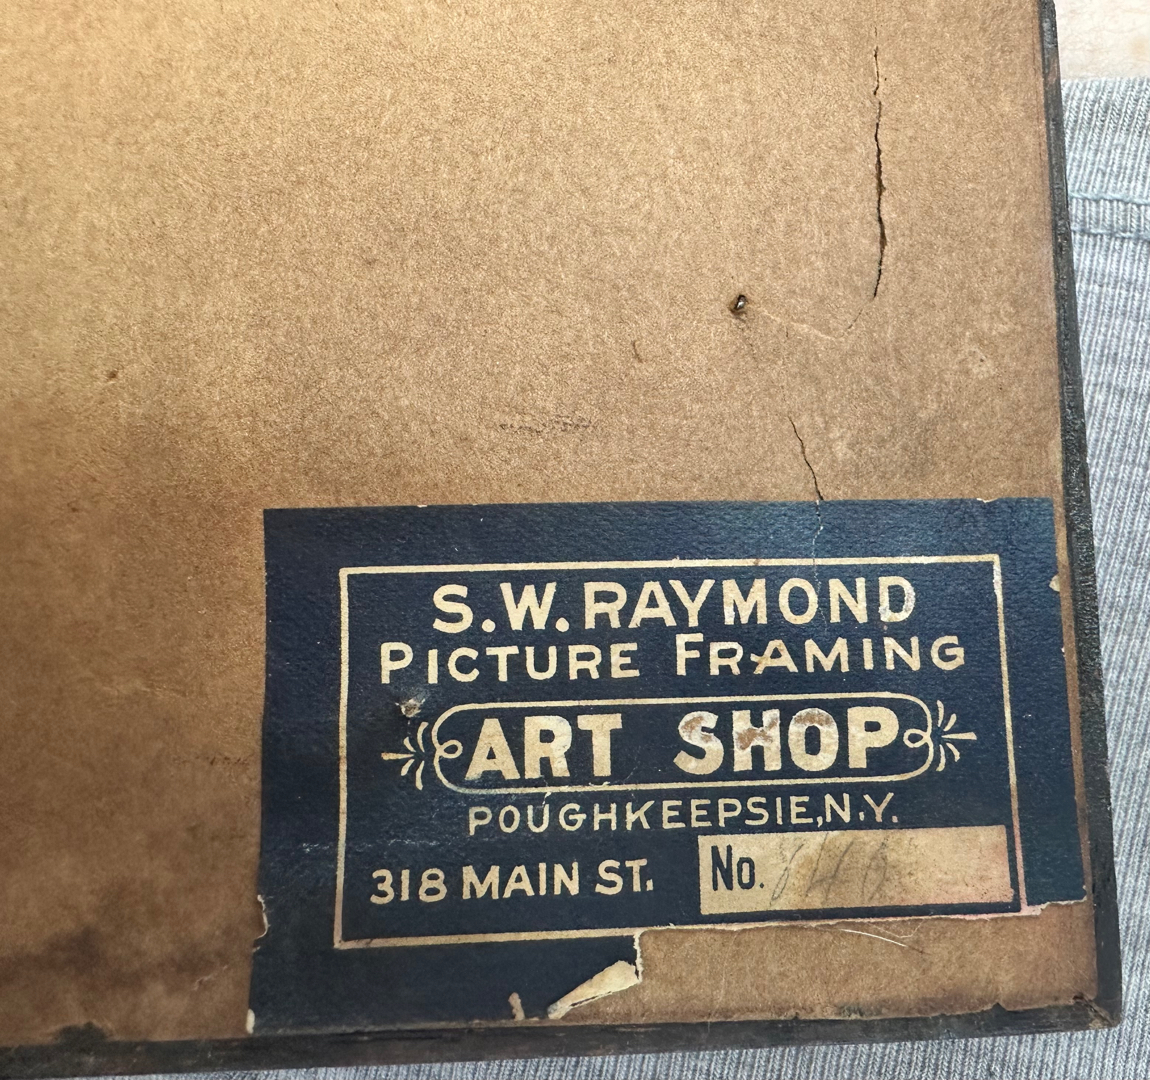 S.W. RAYMOND
PICTURE FRAMING
ART SHOP
POUGHKEEPSIE, N.Y.
318 MAIN ST.
No.